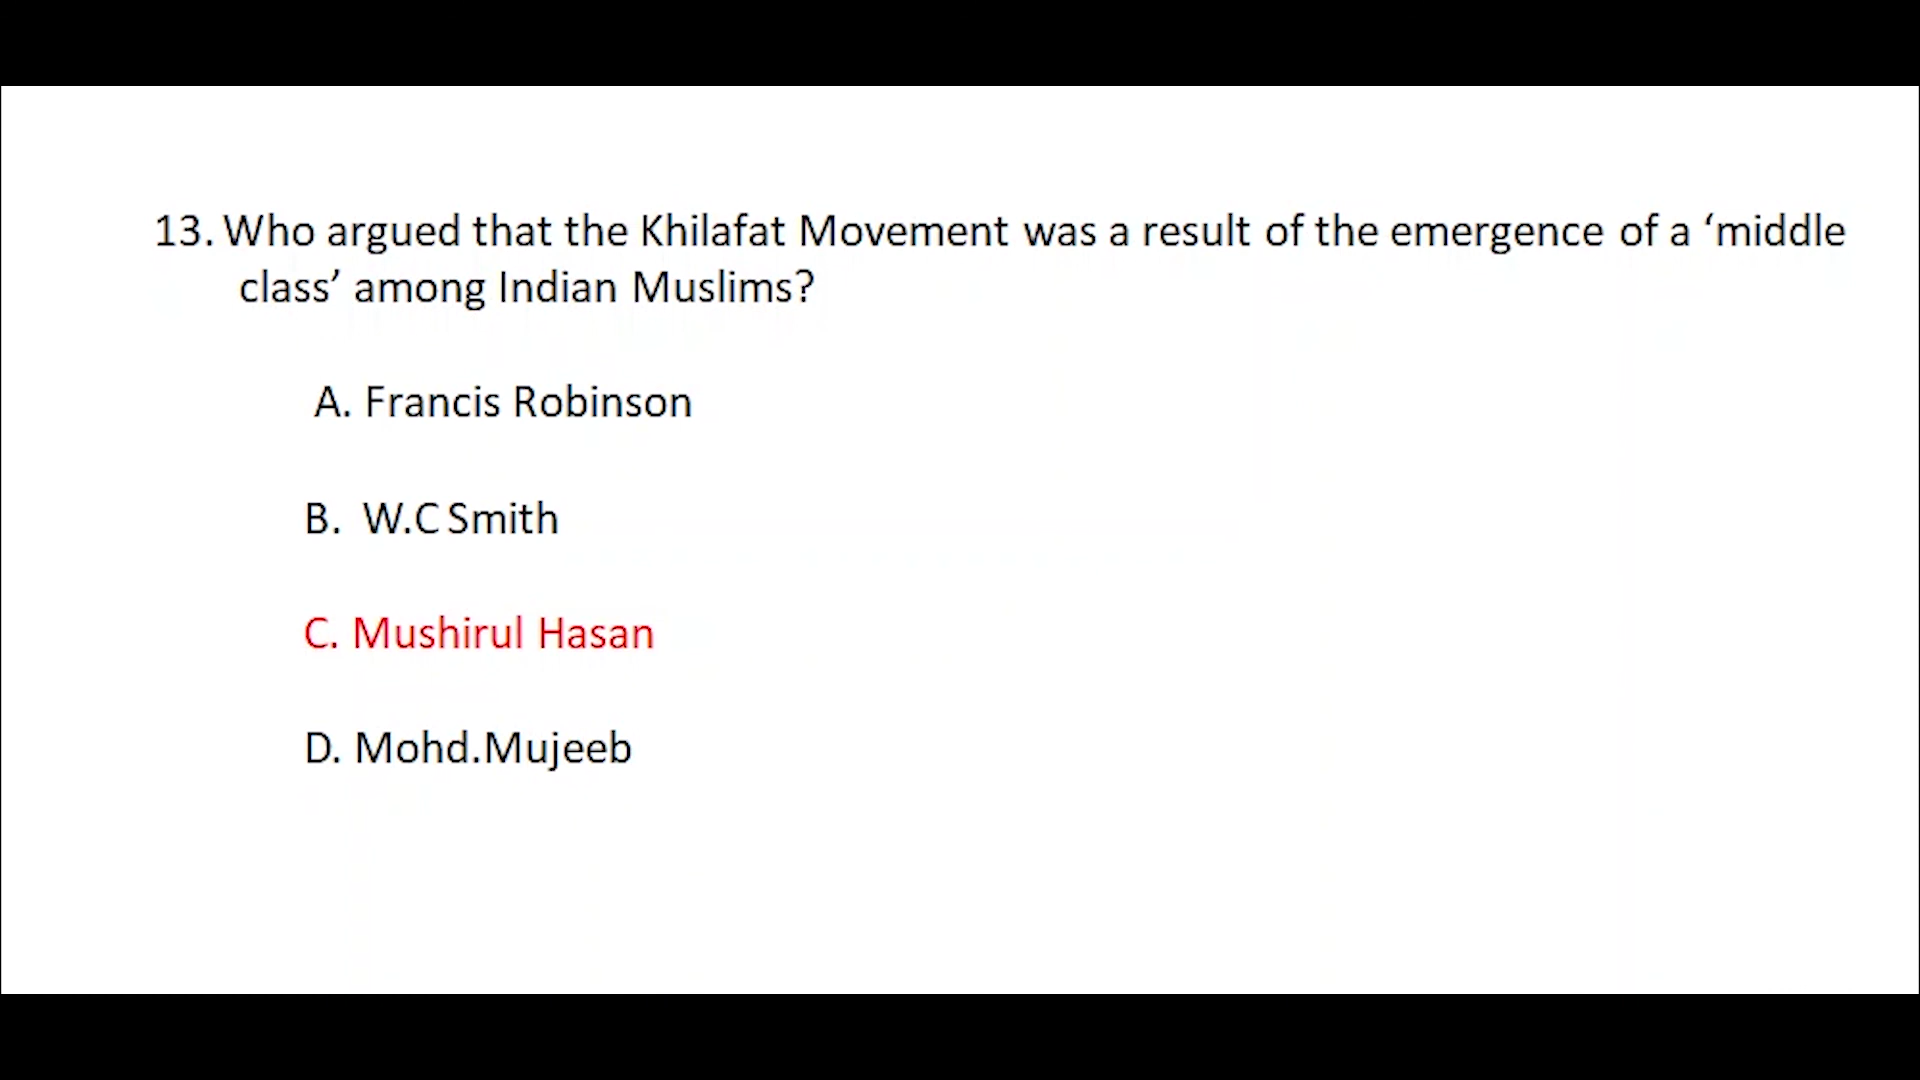 13. Who argued that the Khilafat Movement was a result of the emergence of a ‘middle
class’ among Indian Muslims?
A. Francis Robinson
B. W.C Smith
C. Mushirul Hasan
D. Mohd.Mujeeb